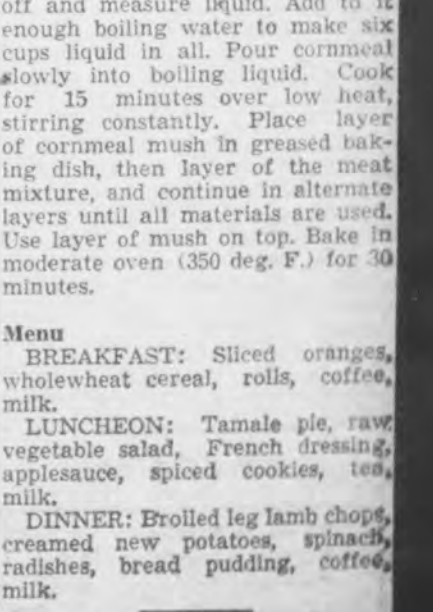 off and measure liquid. Add to it
enough boiling water to make six
cups liquid in all. Pour cornmeal
slowly into boiling liquid. Cook
for 15 minutes over low heat,
stirring constantly. Place layer
of cornmeal mush in greased bak-
ing dish, then layer of the meat
mixture, and continue in alternate
layers until all materials are used.
Use layer of mush on top. Bake in
moderate oven (350 deg. F.) for 30
minutes.
Menu
BREAKFAST: Sliced oranges,
wholewheat cereal, rolls, coffee,
milk.
LUNCHEON: Tamale pie, raw
vegetable salad, French dressing,
applesauce, spiced cookies, tea,
milk.
DINNER: Broiled leg lamb chops,
creamed new potatoes, spinach,
radishes, bread pudding, coffee,
milk.